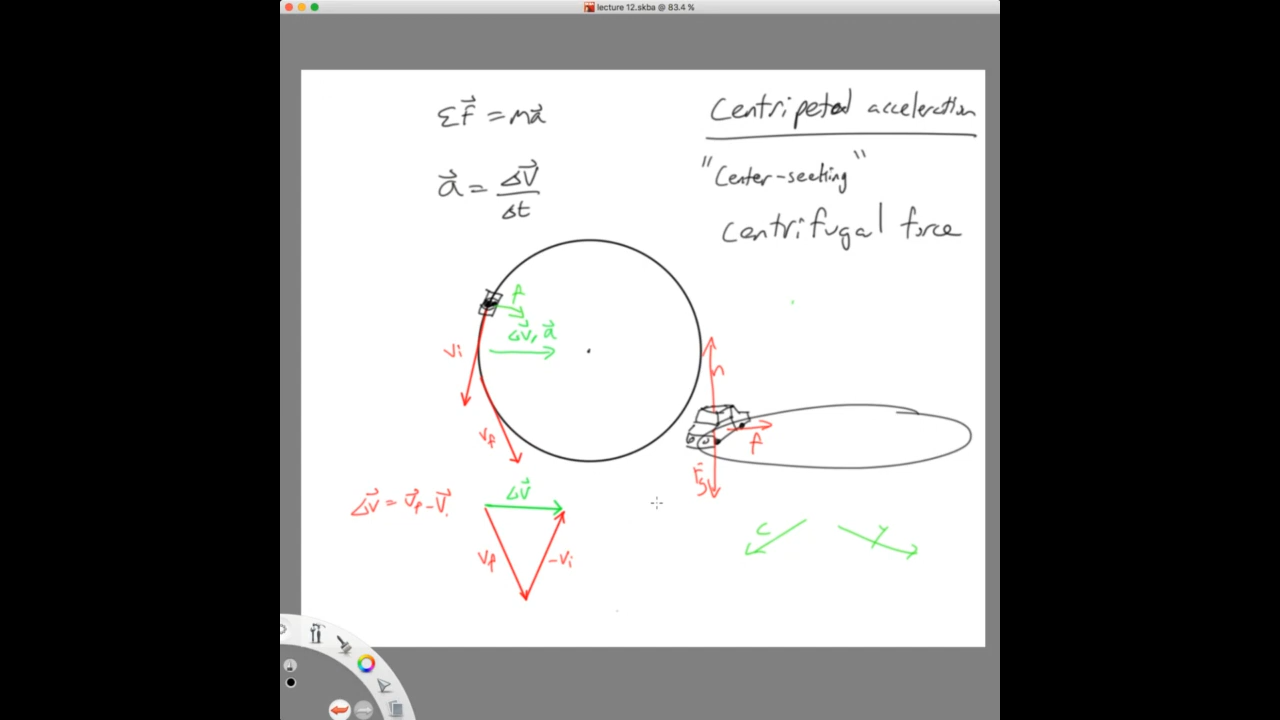 lecture 12.skba @ 83.4 %
ΣF⃗ = ma⃗
a⃗ = ΔV⃗ / Δt
Centripetal acceleration
"Center-seeking"
Centrifugal force
f
ΔV⃗, a⃗
Vi
Vf
n
f
Fg
ΔV⃗ = V⃗f - V⃗i
ΔV⃗
Vf
-Vi
C
Y